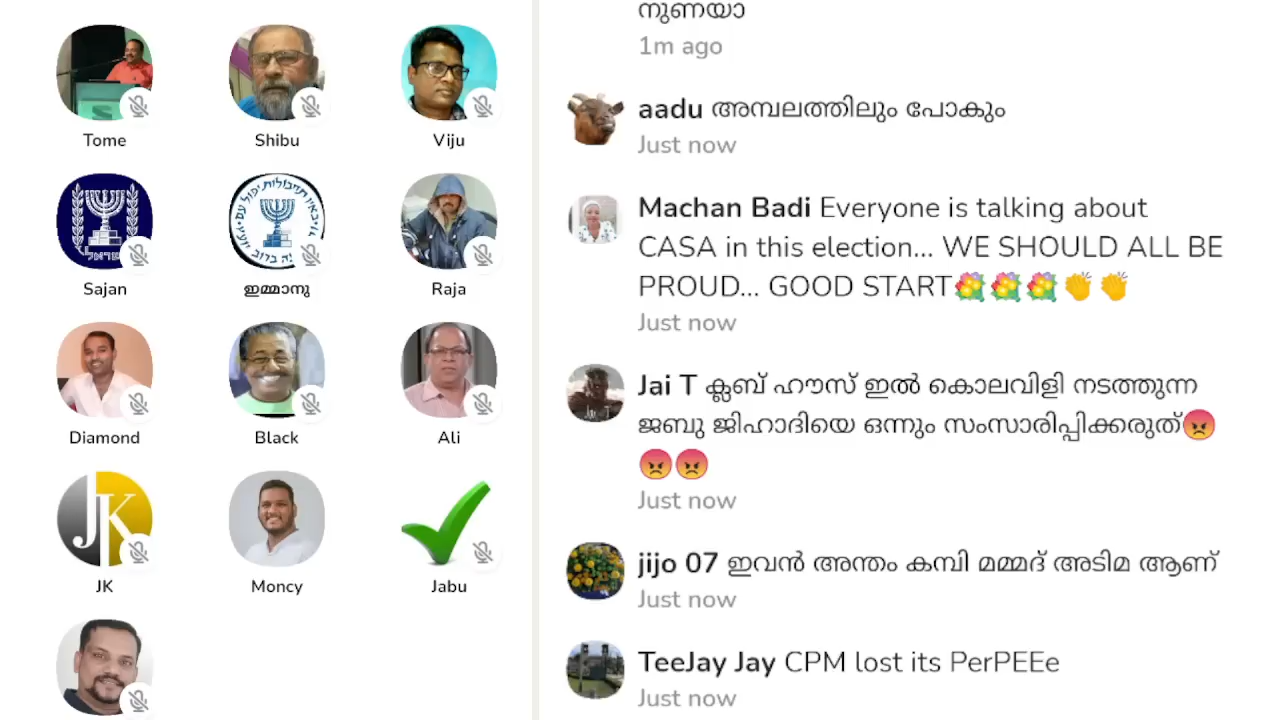 Tome
Shibu
Viju
Sajan
ഇമ്മാനു
Raja
Diamond
Black
Ali
JK
JK
Moncy
Jabu
നുണയാ
1m ago
aadu അമ്പലത്തിലും പോകും
Just now
Machan Badi Everyone is talking about
CASA in this election... WE SHOULD ALL BE
PROUD... GOOD START💐💐💐👏👏
Just now
Jai T ക്ലബ് ഹൗസ് ഇൽ കൊലവിളി നടത്തുന്ന
ജബു ജിഹാദിയെ ഒന്നും സംസാരിപ്പിക്കരുത്😡
😡😡
Just now
jijo 07 ഇവൻ അന്തം കമ്പി മമ്മദ് അടിമ ആണ്
Just now
TeeJay Jay CPM lost its PerPEEe
Just now